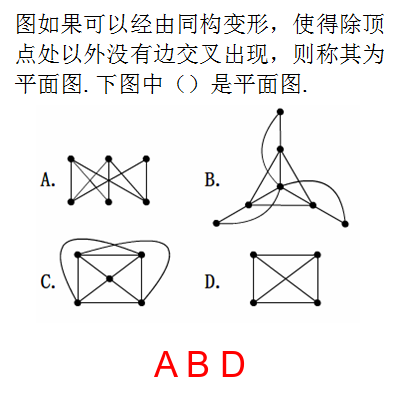 图如果可以经由同构变形，使得除顶
点处以外没有边交叉出现，则称其为
平面图. 下图中（）是平面图.
A. B.
C. D.
A B D